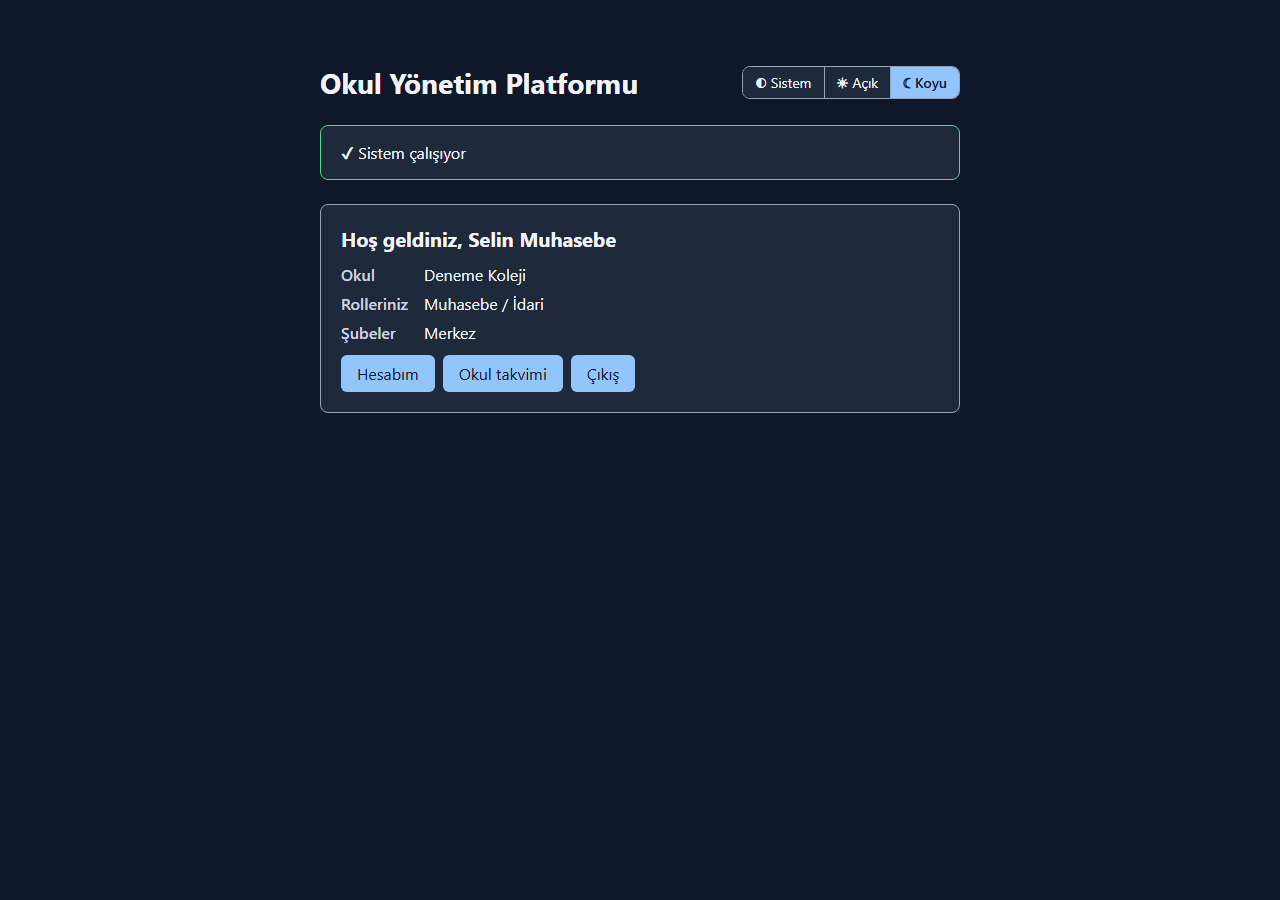 Okul Yönetim Platformu
◐ Sistem ☀ Açık ☾ Koyu
✔ Sistem çalışıyor
Hoş geldiniz, Selin Muhasebe
Okul Deneme Koleji
Rolleriniz Muhasebe / İdari
Şubeler Merkez
Hesabım Okul takvimi Çıkış